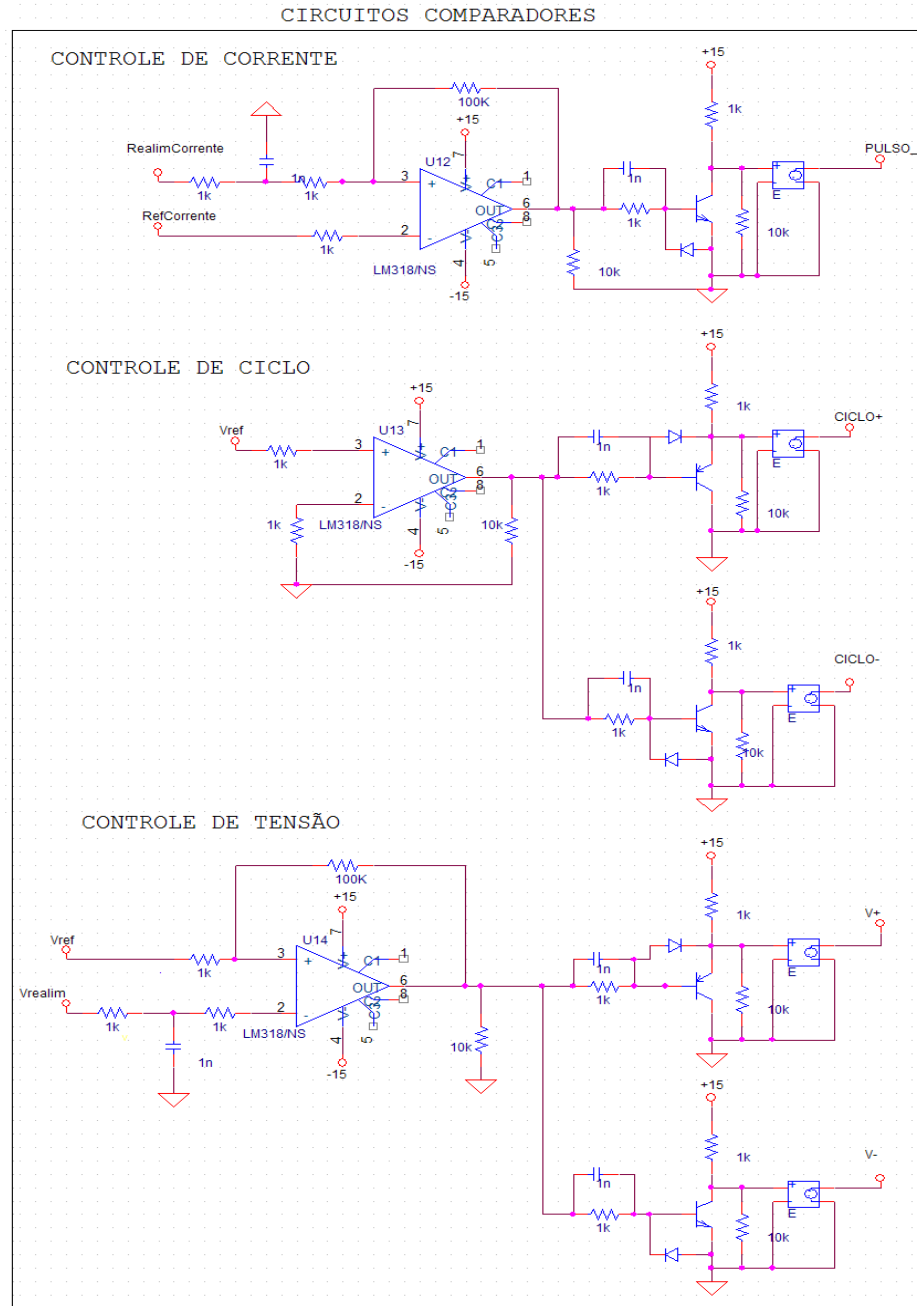 CIRCUITOS COMPARADORES
CONTROLE DE CORRENTE
+15
100K
+15
1k
RealimCorrente
U12
7
V+
C1
1
PULSO_
1n
1k
1k
3
+
1n
6
OUT
8
1k
E
RefCorrente
2
-
C3
V-
1k
LM318/NS
4
5
10k
10k
-15
+15
CONTROLE DE CICLO
+15
1k
CICLO+
Vref
U13
7
V+
C1
1
3
+
1n
1k
6
OUT
8
1k
E
2
-
C3
V-
1k
LM318/NS
4
5
10k
10k
-15
+15
1k
CICLO-
1n
1k
E
10k
CONTROLE DE TENSÃO
+15
100K
+15
1k
V+
Vref
U14
7
V+
C1
1
3
+
1k
1n
Vrealim
6
OUT
8
1k
E
2
-
C3
V-
10k
1k
1k
LM318/NS
4
5
10k
1n
-15
+15
1k
V-
1n
1k
E
10k